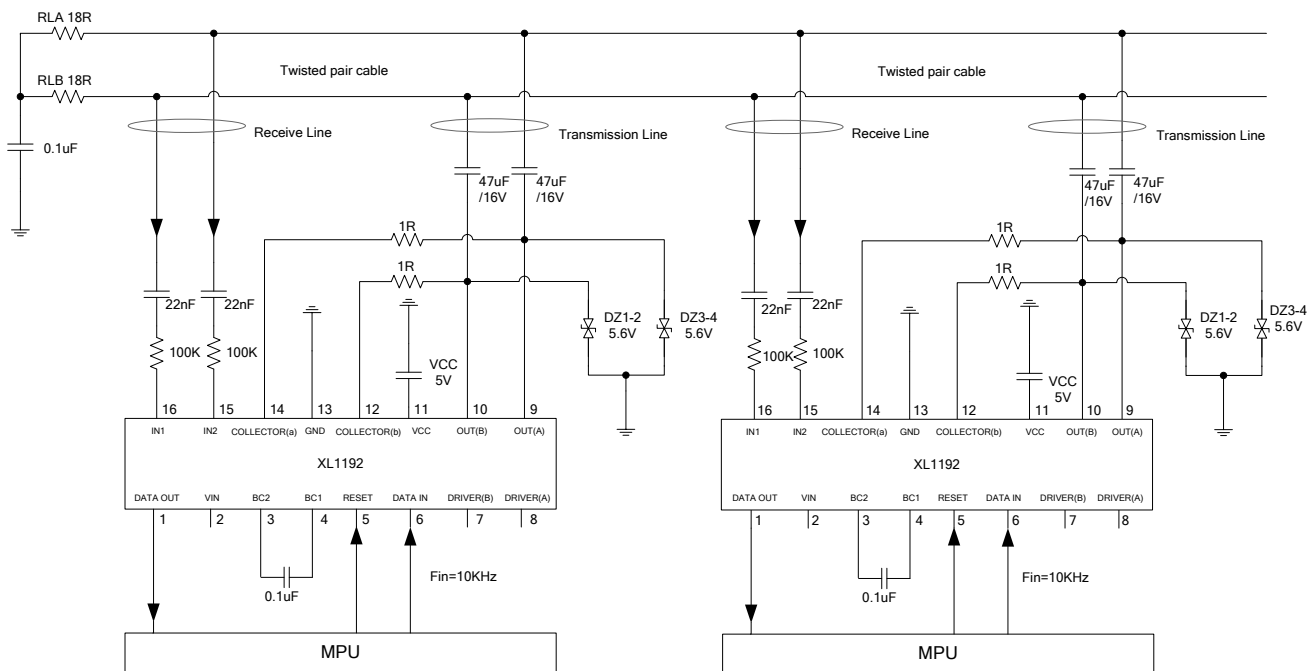 RLA 18R
Twisted pair cable
Twisted pair cable
RLB 18R
Receive Line
Transmission Line
Receive Line
Transmission Line
0.1uF
47uF
/16V
47uF
/16V
47uF
/16V
47uF
/16V
1R
1R
1R
1R
22nF
22nF
22nF
22nF
DZ1-2
5.6V
DZ3-4
5.6V
DZ1-2
5.6V
DZ3-4
5.6V
100K
100K
100K
100K
VCC
5V
VCC
5V
16 15 14 13 12 11 10 9
IN1 IN2 COLLECTOR(a) GND COLLECTOR(b) VCC OUT(B) OUT(A)
XL1192
DATA OUT VIN BC2 BC1 RESET DATA IN DRIVER(B) DRIVER(A)
1 2 3 4 5 6 7 8
16 15 14 13 12 11 10 9
IN1 IN2 COLLECTOR(a) GND COLLECTOR(b) VCC OUT(B) OUT(A)
XL1192
DATA OUT VIN BC2 BC1 RESET DATA IN DRIVER(B) DRIVER(A)
1 2 3 4 5 6 7 8
0.1uF
Fin=10KHz
0.1uF
Fin=10KHz
MPU
MPU